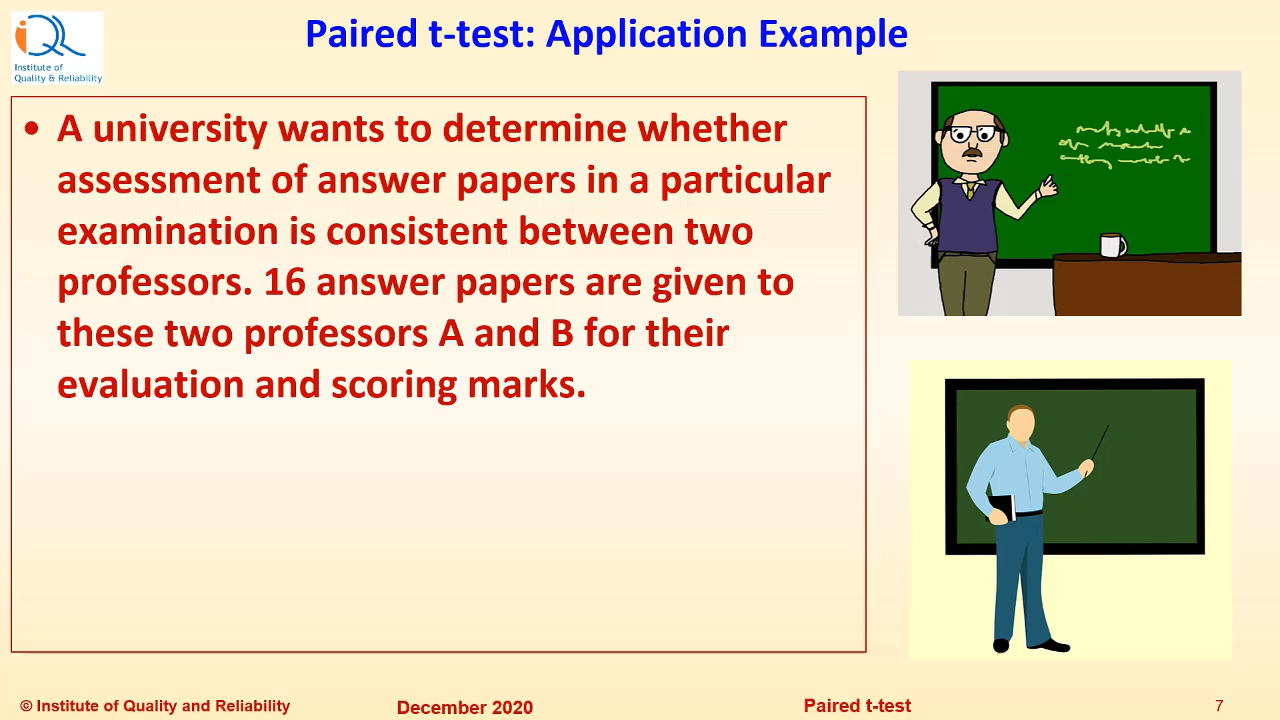 Paired t-test: Application Example
iQ
Institute of
Quality & Reliability
• A university wants to determine whether
assessment of answer papers in a particular
examination is consistent between two
professors. 16 answer papers are given to
these two professors A and B for their
evaluation and scoring marks.
© Institute of Quality and Reliability
December 2020
Paired t-test
7